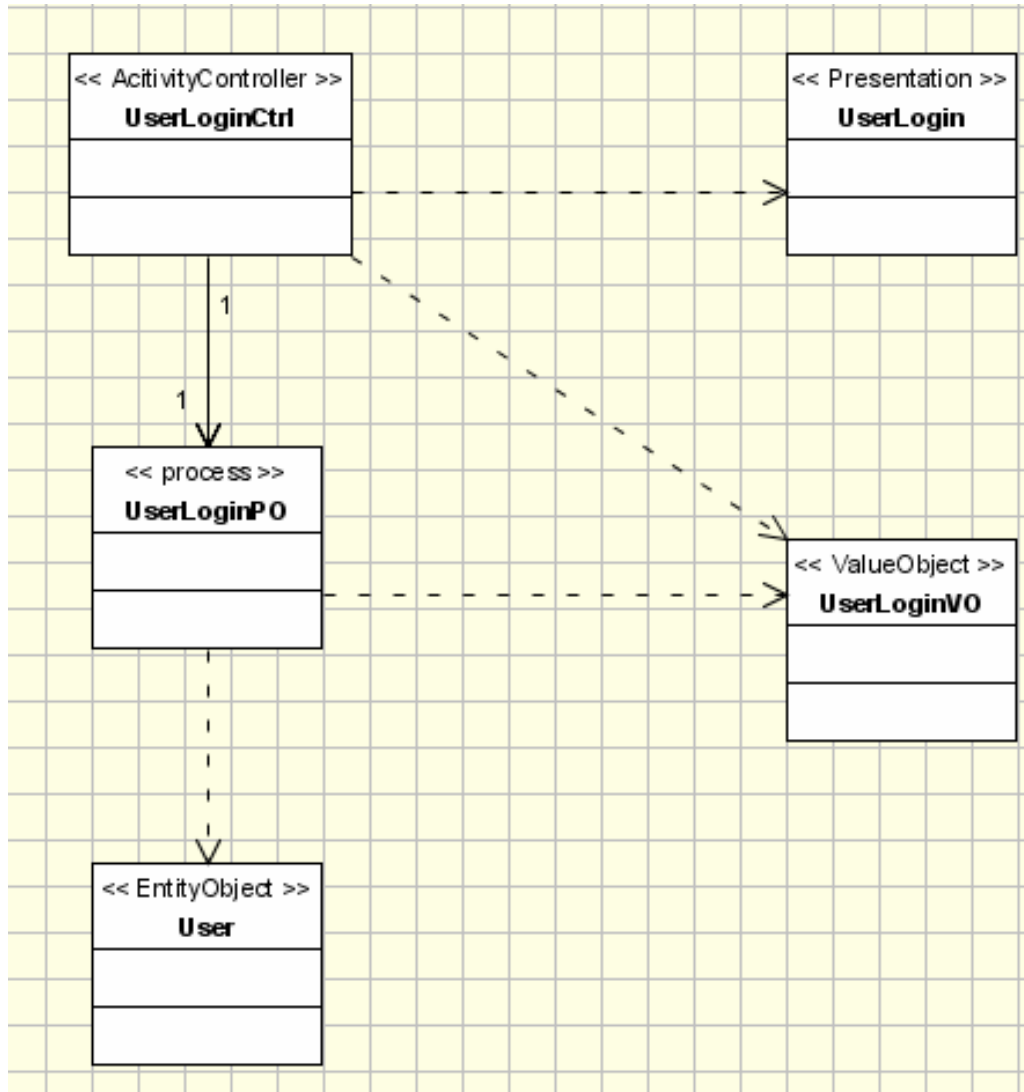 << AcitivityController >>
UserLoginCtrl
<< Presentation >>
UserLogin
1
1
<< process >>
UserLoginPO
<< ValueObject >>
UserLoginVO
<< EntityObject >>
User